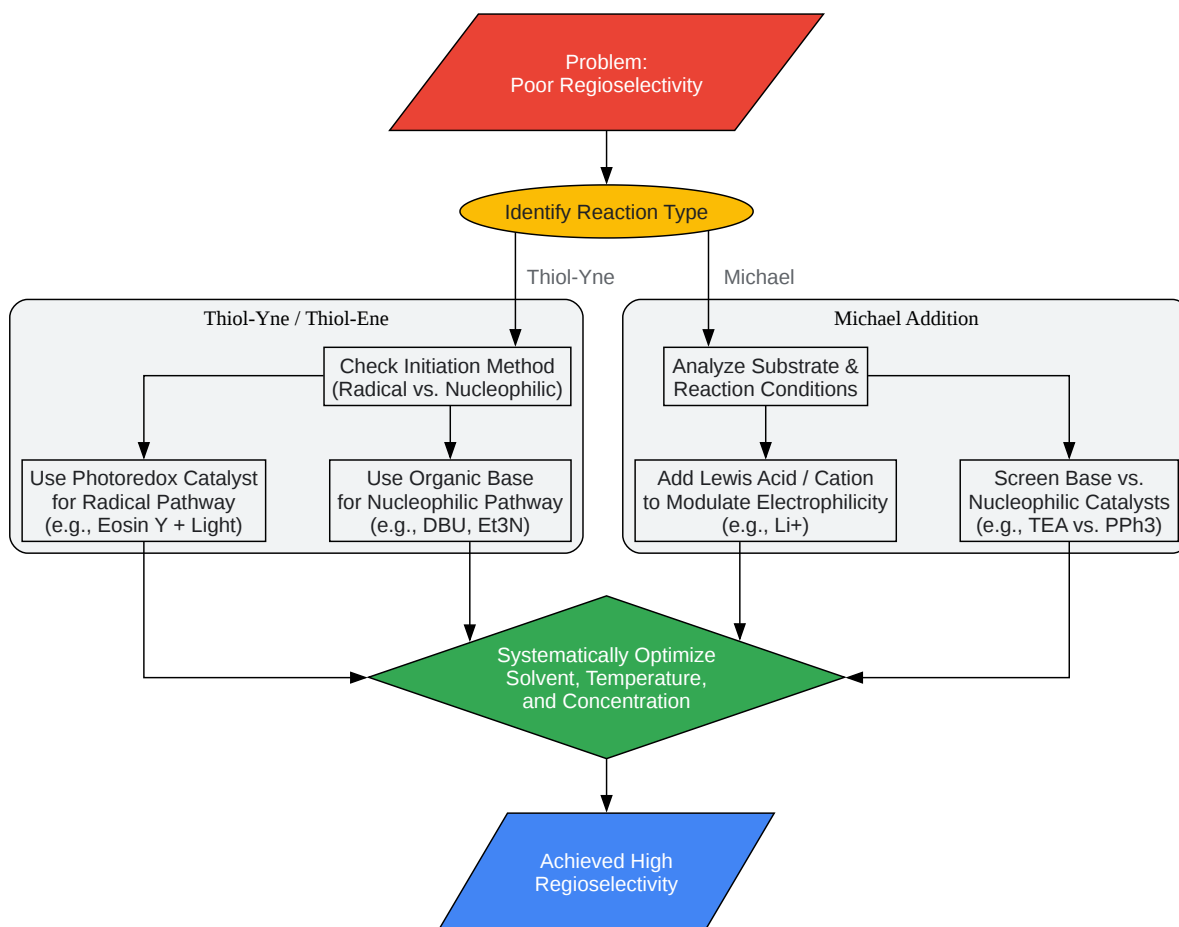 Problem:
Poor Regioselectivity
Identify Reaction Type
Thiol-Yne
Michael
Thiol-Yne / Thiol-Ene
Michael Addition
Check Initiation Method
(Radical vs. Nucleophilic)
Analyze Substrate &
Reaction Conditions
Use Photoredox Catalyst
for Radical Pathway
(e.g., Eosin Y + Light)
Use Organic Base
for Nucleophilic Pathway
(e.g., DBU, Et3N)
Add Lewis Acid / Cation
to Modulate Electrophilicity
(e.g., Li+)
Screen Base vs.
Nucleophilic Catalysts
(e.g., TEA vs. PPh3)
Systematically Optimize
Solvent, Temperature,
and Concentration
Achieved High
Regioselectivity